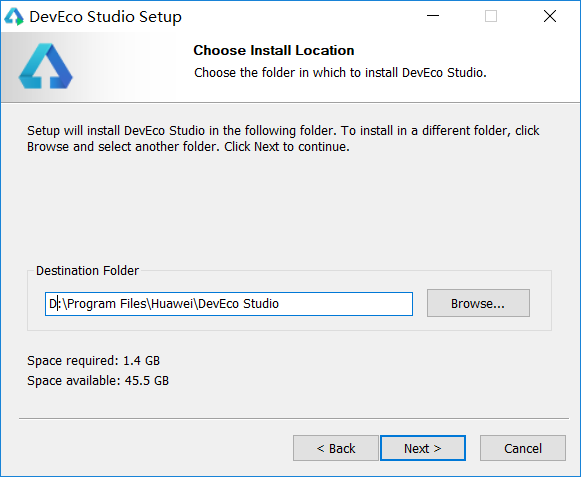 DevEco Studio Setup
Choose Install Location
Choose the folder in which to install DevEco Studio.
Setup will install DevEco Studio in the following folder. To install in a different folder, click
Browse and select another folder. Click Next to continue.
Destination Folder
D:\Program Files\Huawei\DevEco Studio
Browse...
Space required: 1.4 GB
Space available: 45.5 GB
< Back
Next >
Cancel